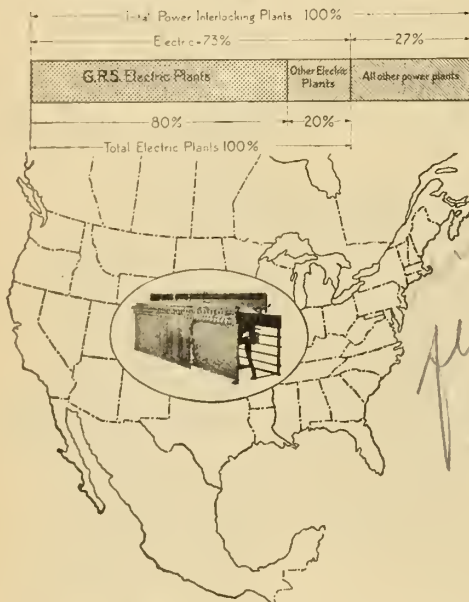 Total Power Interlocking Plants 100%
Electric=73% 27%
G.R.S. Electric Plants Other Electric All other power plants
Plants
80% 20%
Total Electric Plants 100%